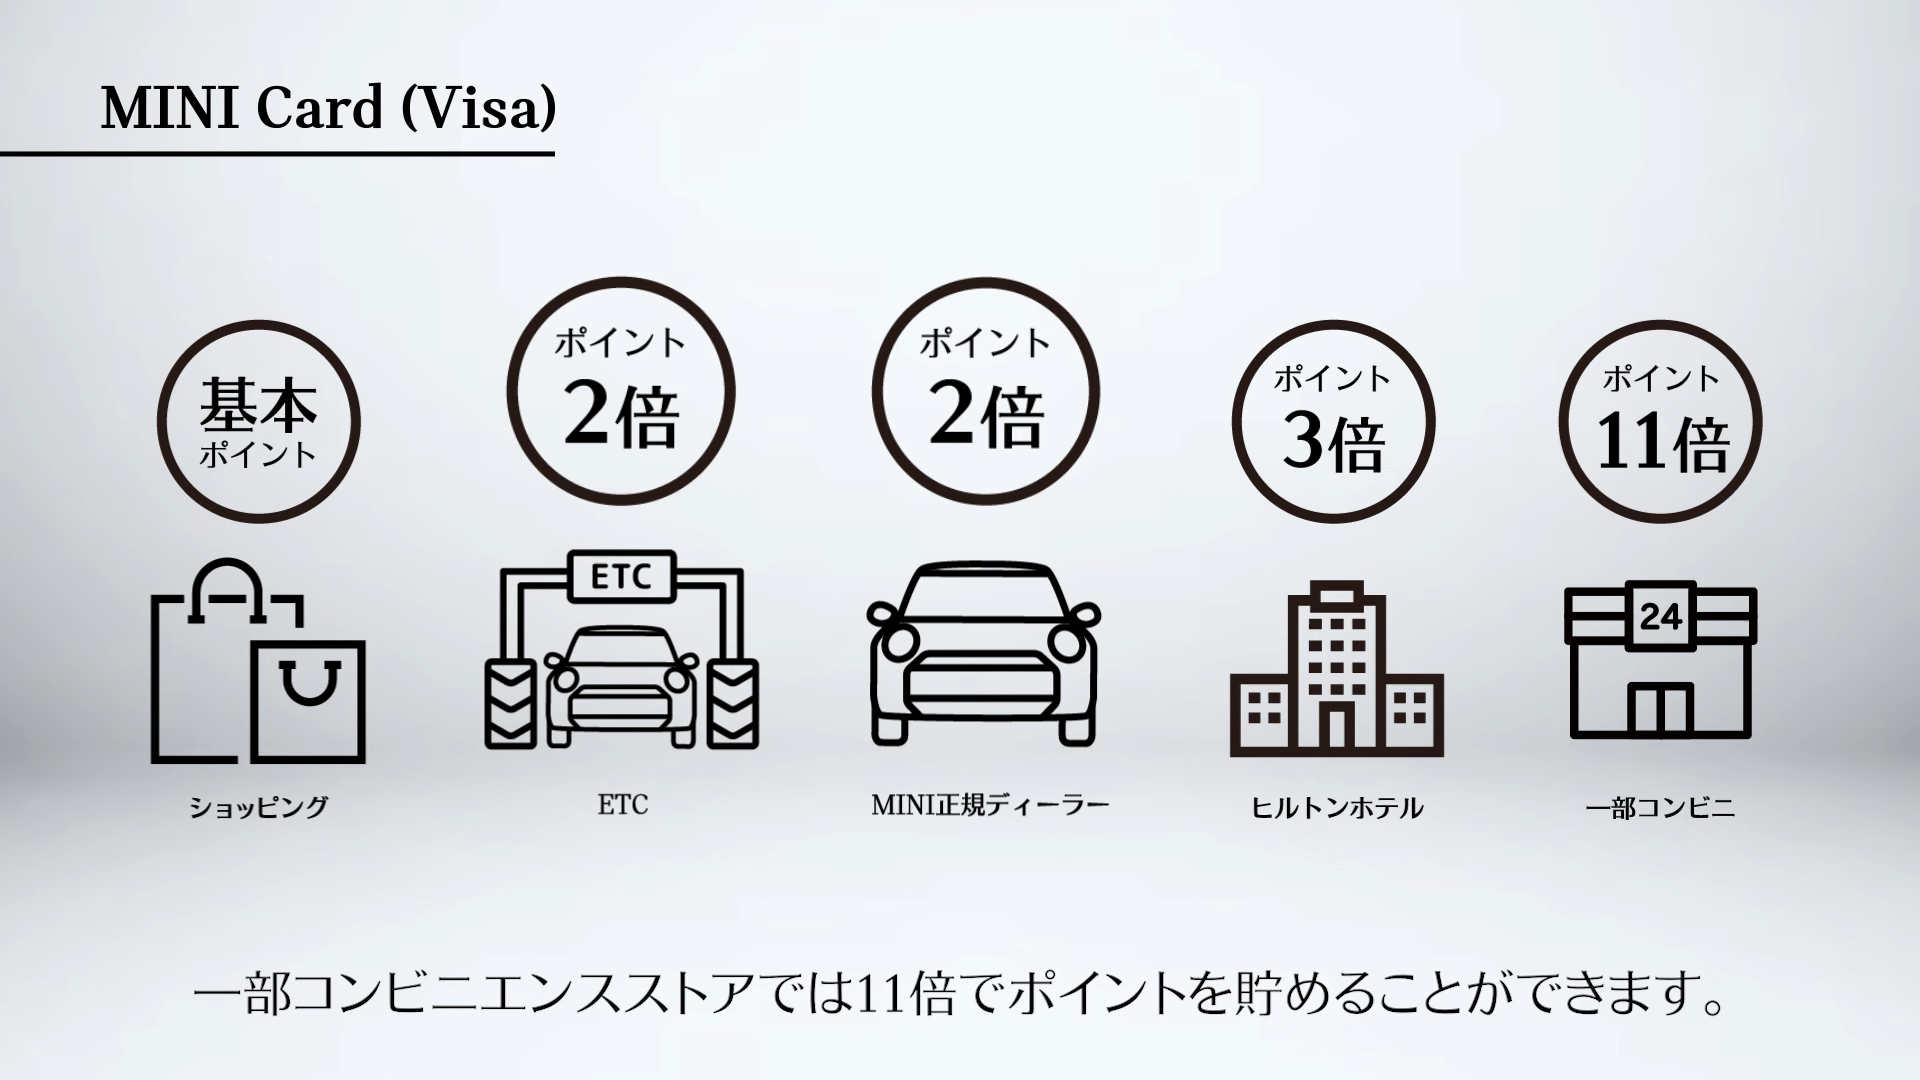 MINI Card (Visa)
基本
ポイント
ポイント
2倍
ポイント
2倍
ポイント
3倍
ポイント
11倍
ETC
24
ショッピング
ETC
MINI正規ディーラー
ヒルトンホテル
一部コンビニ
一部コンビニエンスストアでは11倍でポイントを貯めることができます。